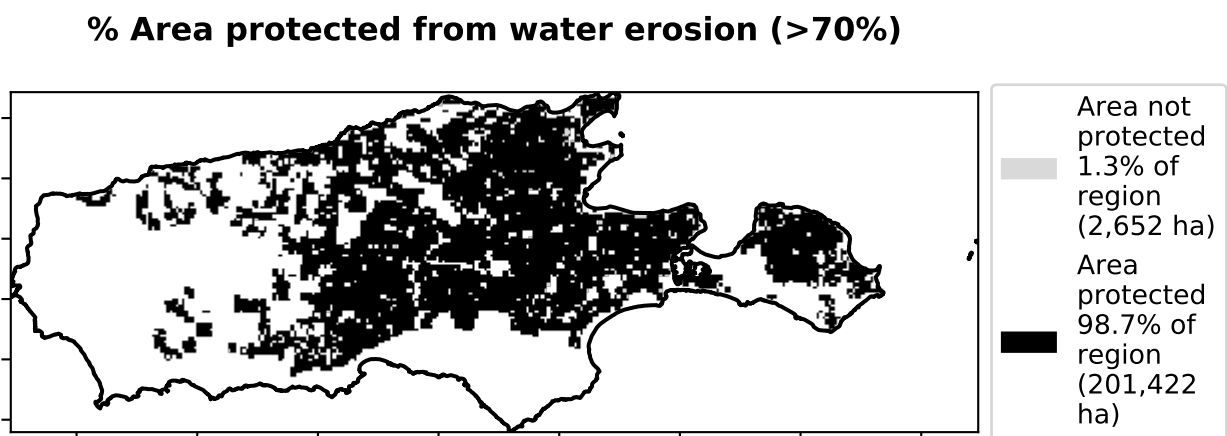 % Area protected from water erosion (>70%)
Area not
protected
1.3% of
region
(2,652 ha)
Area
protected
98.7% of
region
(201,422
ha)